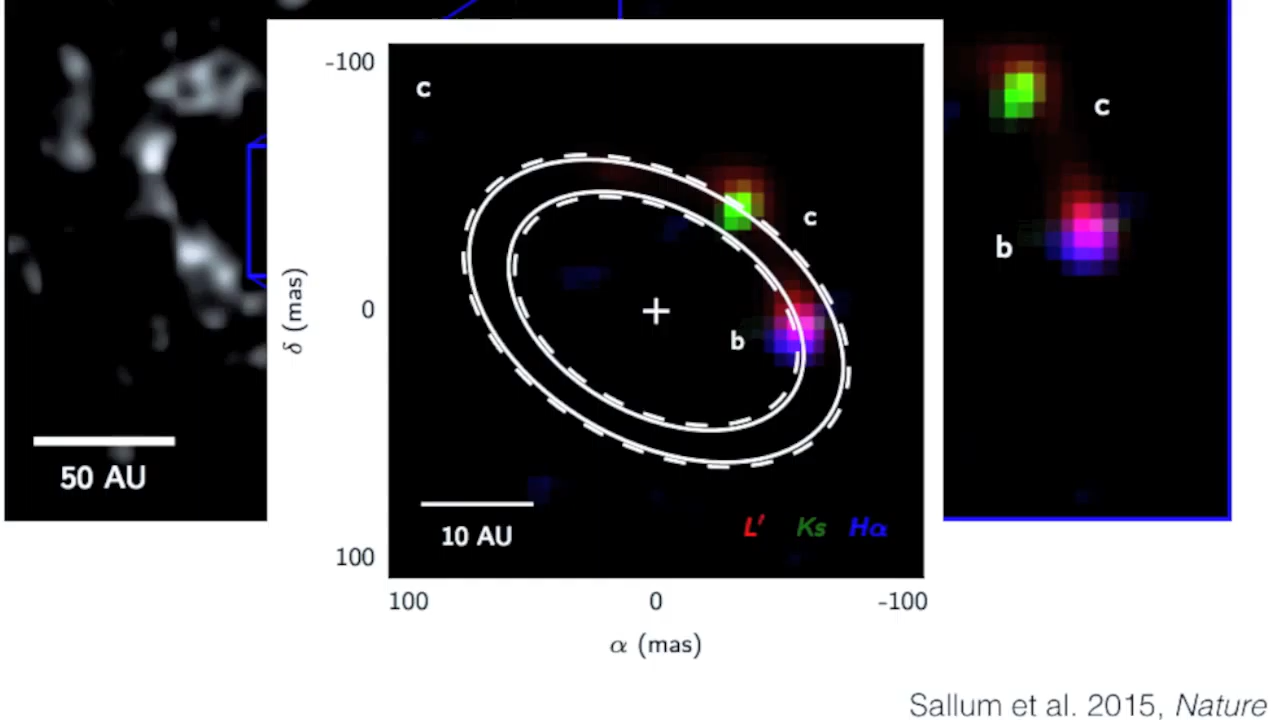 -100
c
c
c
0
b
b
δ (mas)
50 AU
10 AU
L′ Ks Hα
100
100 0 -100
α (mas)
Sallum et al. 2015, Nature